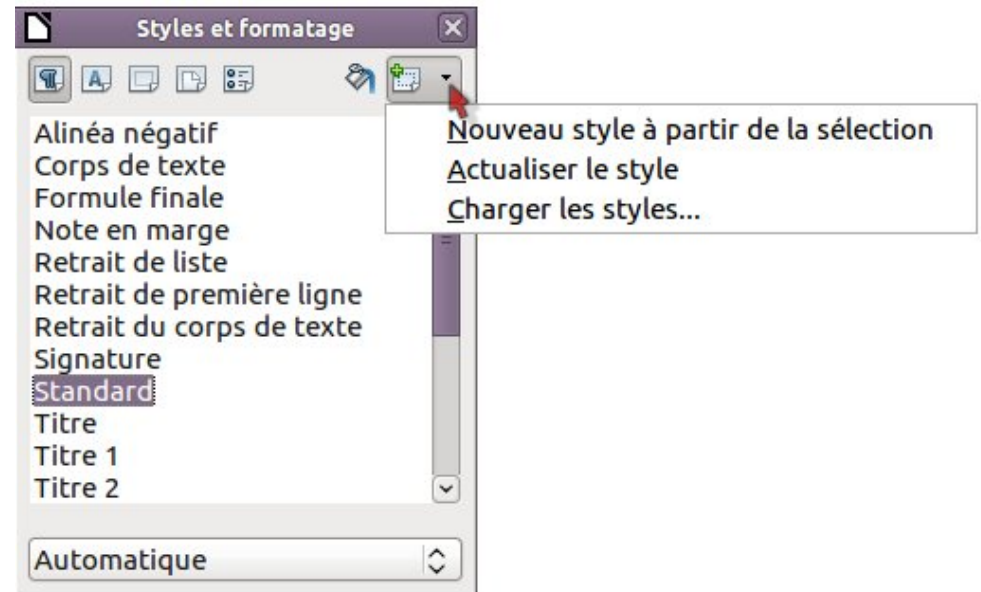 Styles et formatage
Nouveau style à partir de la sélection
Actualiser le style
Charger les styles...
Alinéa négatif
Corps de texte
Formule finale
Note en marge
Retrait de liste
Retrait de première ligne
Retrait du corps de texte
Signature
Standard
Titre
Titre 1
Titre 2
Automatique